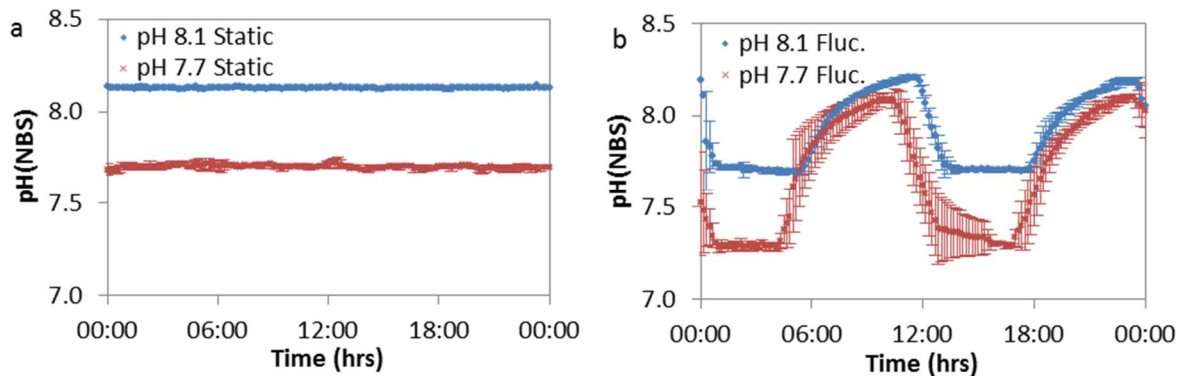 a
pH 8.1 Static
pH 7.7 Static
8.5
8.0
7.5
7.0
pH(NBS)
00:00 06:00 12:00 18:00 00:00
Time (hrs)
b
pH 8.1 Fluc.
pH 7.7 Fluc.
8.5
8.0
7.5
7.0
pH(NBS)
00:00 06:00 12:00 18:00 00:00
Time (hrs)